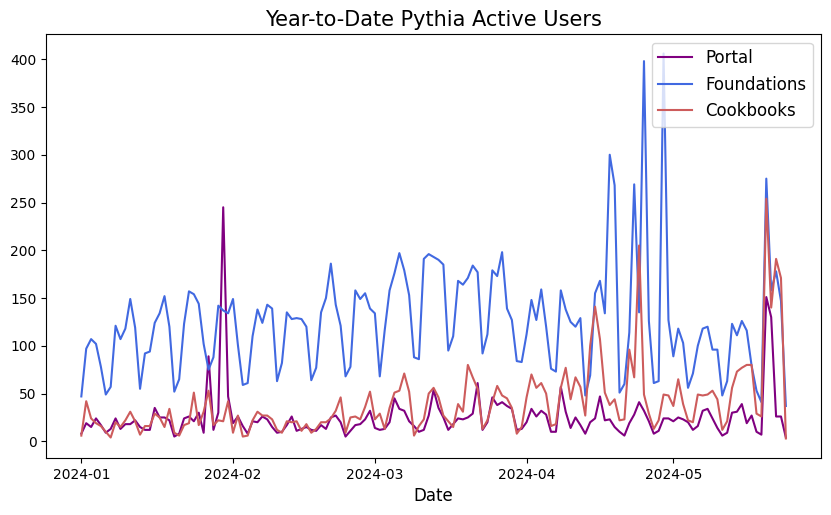 Year-to-Date Pythia Active Users
400
350
300
250
200
150
100
50
0
Portal
Foundations
Cookbooks
2024-01 2024-02 2024-03 2024-04 2024-05
Date